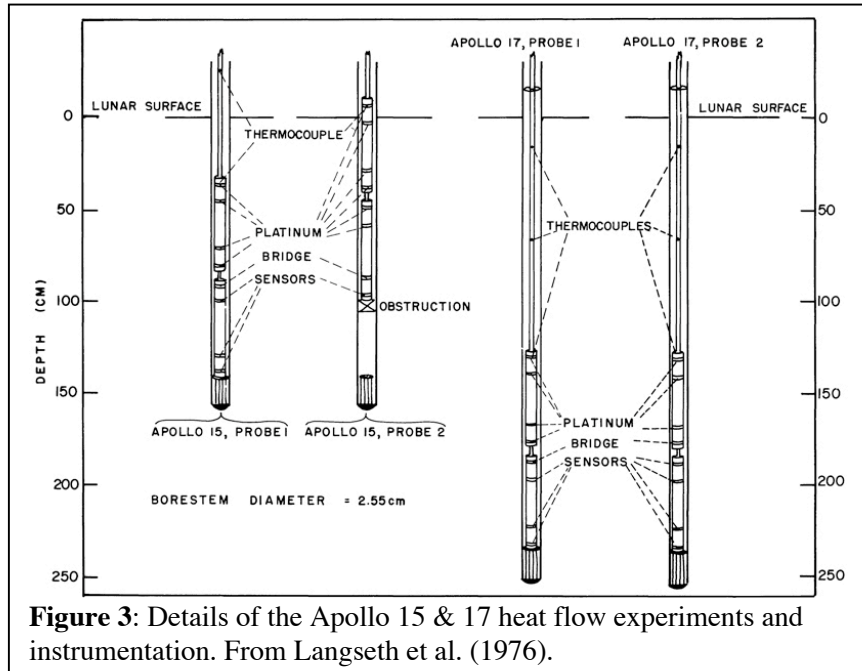 APOLLO 17, PROBE 1 APOLLO 17, PROBE 2
0 LUNAR SURFACE LUNAR SURFACE 0
THERMOCOUPLE
50 THERMOCOUPLES 50
PLATINUM
BRIDGE
SENSORS
100 OBSTRUCTION 100
DEPTH (CM)
150 150
APOLLO 15, PROBE 1 APOLLO 15, PROBE 2
PLATINUM
BRIDGE
SENSORS
200 200
BORESTEM DIAMETER = 2.55cm
250 250
Figure 3: Details of the Apollo 15 & 17 heat flow experiments and
instrumentation. From Langseth et al. (1976).